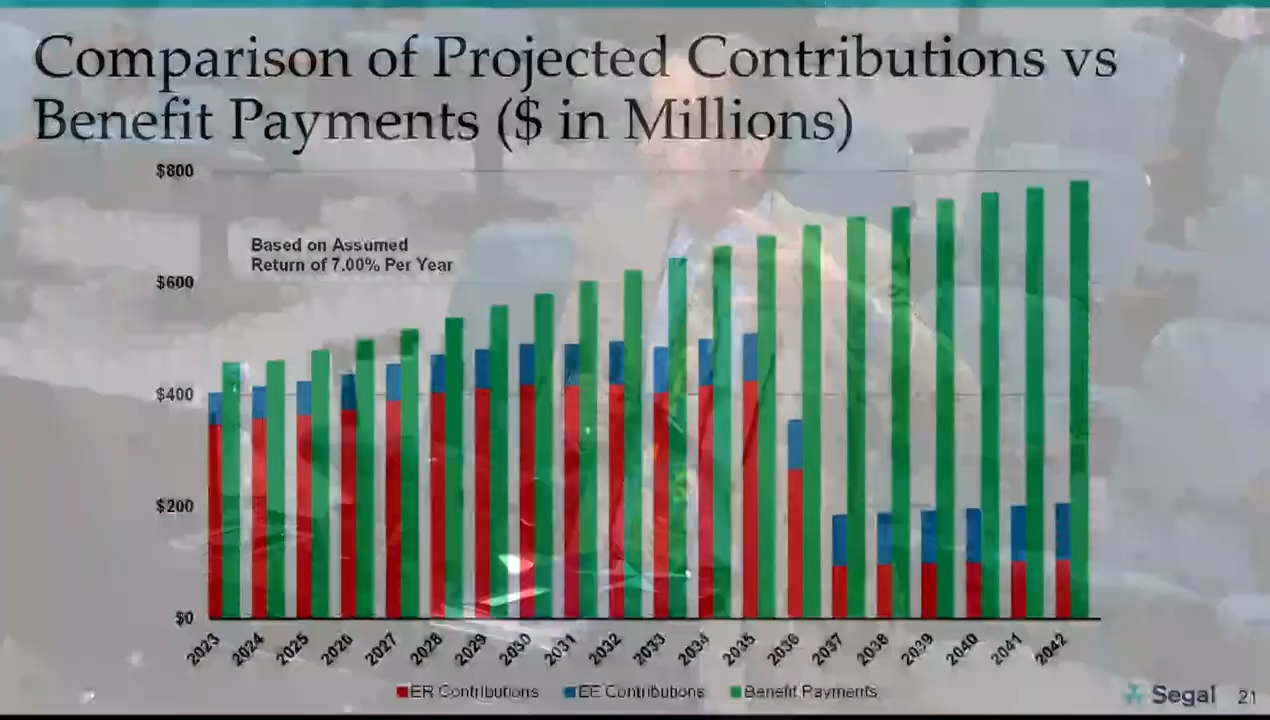 Comparison of Projected Contributions vs
Benefit Payments ($ in Millions)
$800
Based on Assumed
Return of 7.00% Per Year
$600
$400
$200
$0
2023 2024 2025 2026 2027 2028 2029 2030 2031 2032 2033 2034 2035 2036 2037 2038 2039 2040 2041 2042
ER Contributions EE Contributions Benefit Payments
Segal 21